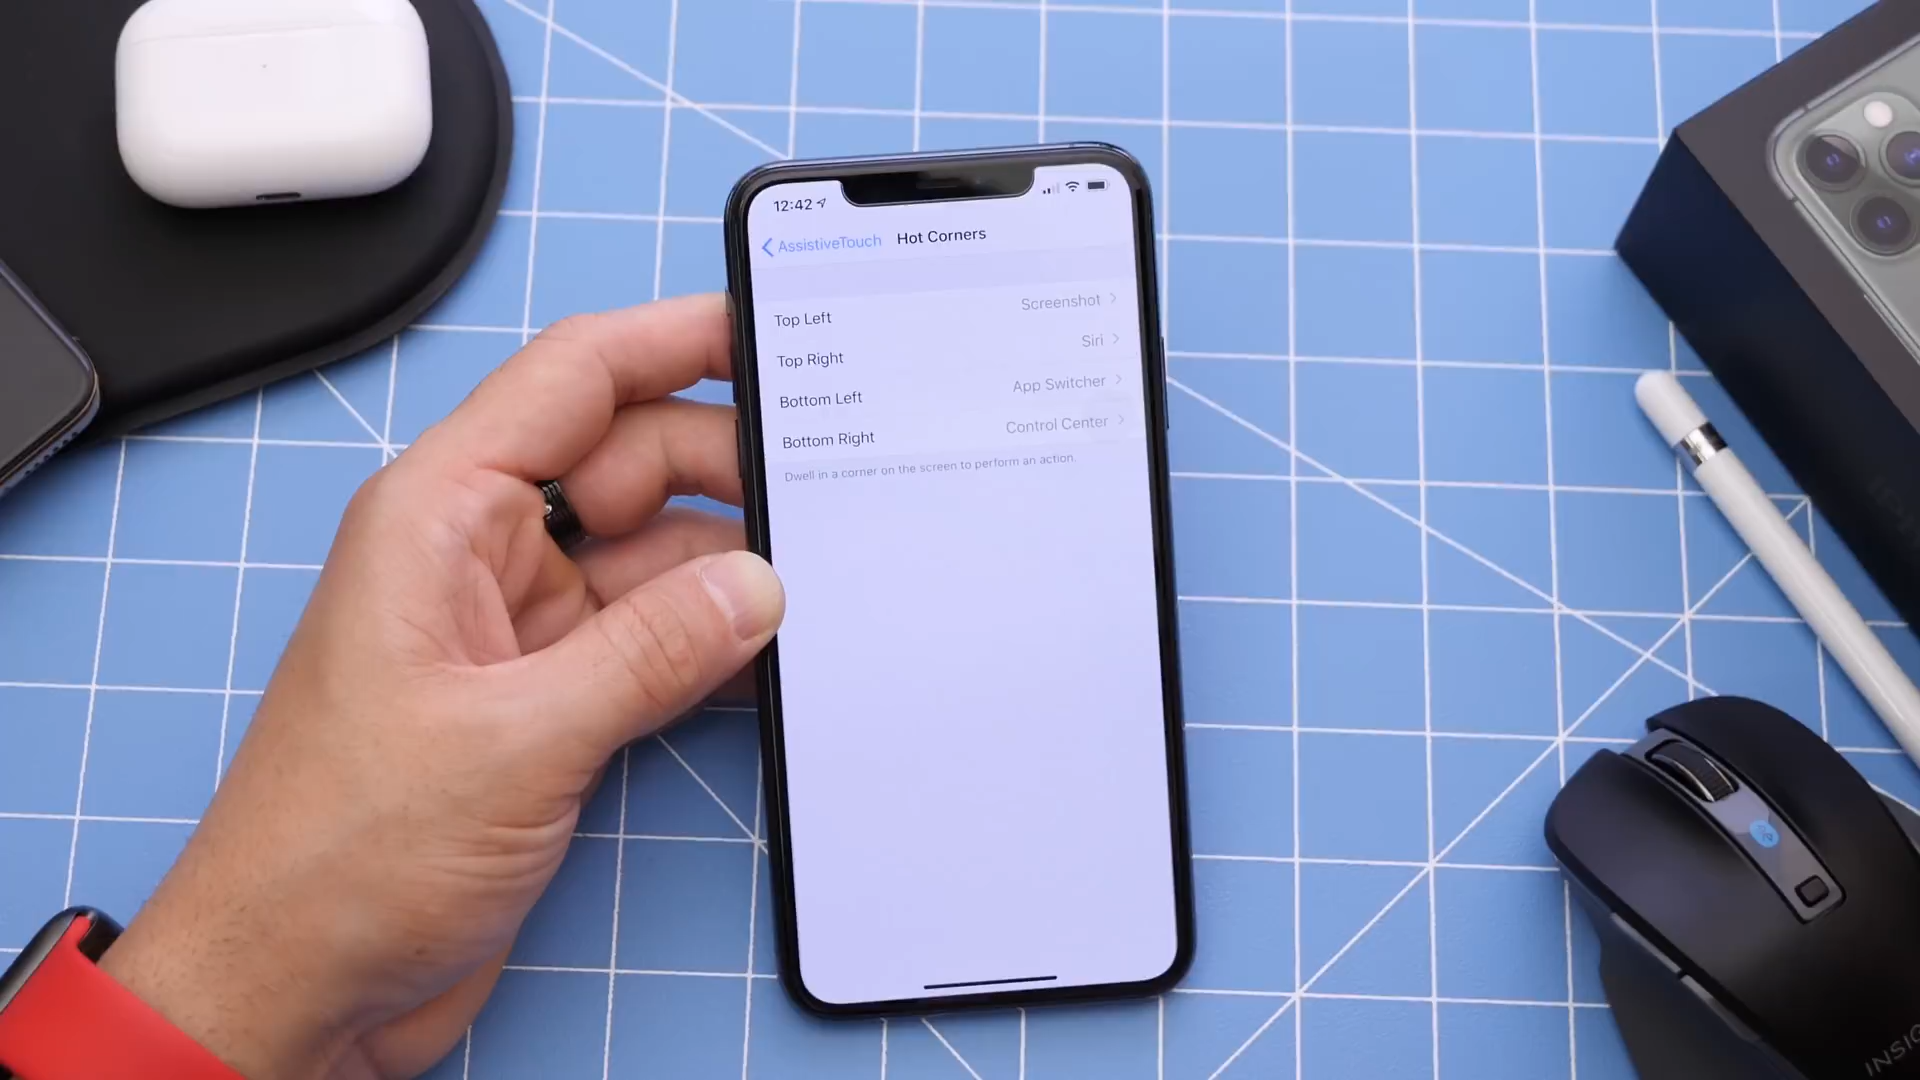 12:42
AssistiveTouch
Hot Corners
Top Left
Screenshot
Top Right
Siri
Bottom Left
App Switcher
Bottom Right
Control Center
Dwell in a corner on the screen to perform an action.
INSIG